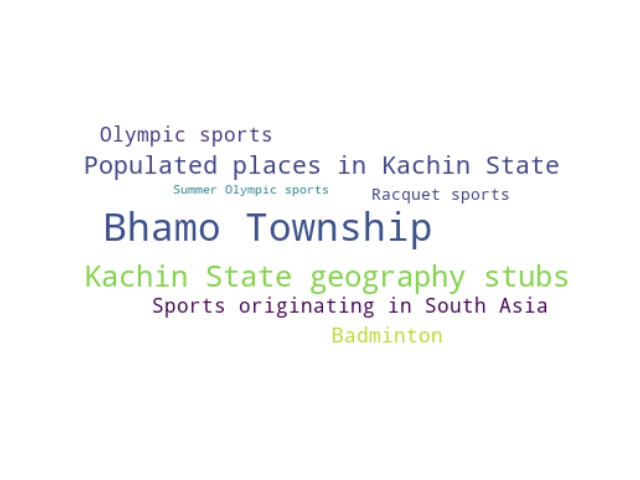 Olympic sports
Populated places in Kachin State
Summer Olympic sports
Racquet sports
Bhamo Township
Kachin State geography stubs
Sports originating in South Asia
Badminton